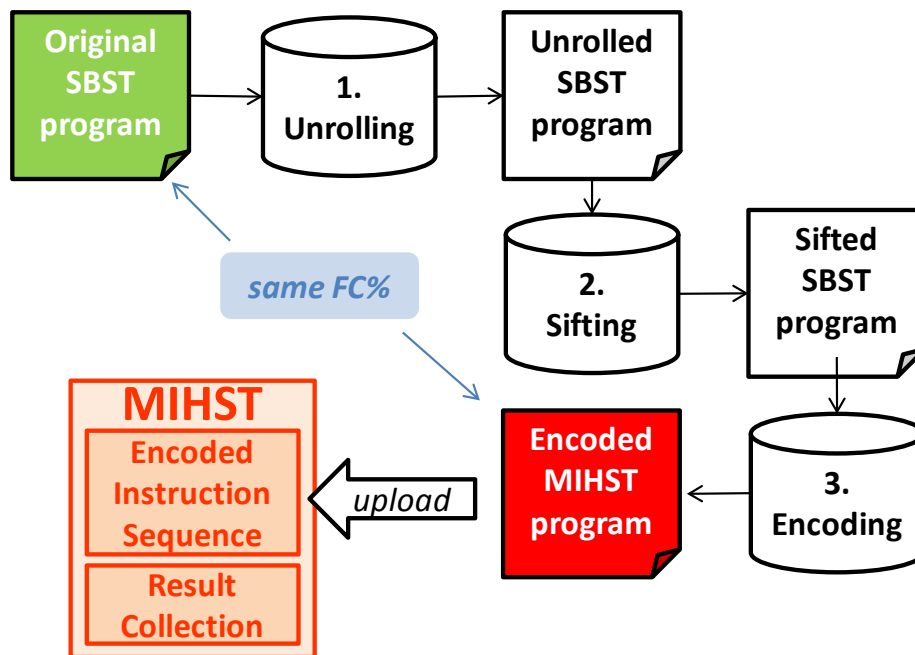 Original
SBST
program
1.
Unrolling
Unrolled
SBST
program
2.
Sifting
Sifted
SBST
program
same FC%
3.
Encoding
Encoded
MIHST
program
upload
MIHST
Encoded
Instruction
Sequence
Result
Collection